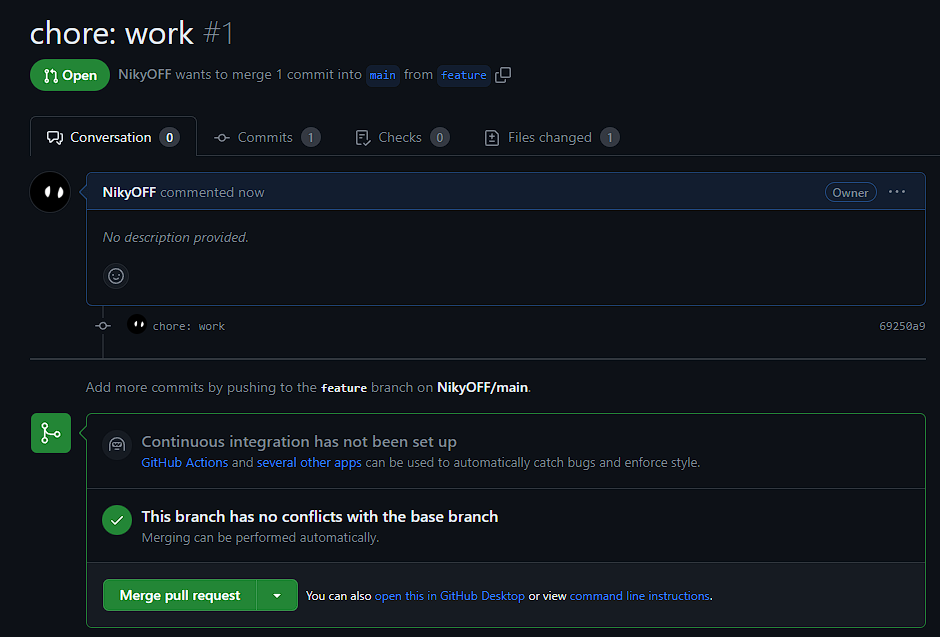 chore: work #1
Open NikyOFF wants to merge 1 commit into main from feature
Conversation 0 Commits 1 Checks 0 Files changed 1
NikyOFF commented now Owner
No description provided.
chore: work 69250a9
Add more commits by pushing to the feature branch on NikyOFF/main.
Continuous integration has not been set up
GitHub Actions and several other apps can be used to automatically catch bugs and enforce style.
This branch has no conflicts with the base branch
Merging can be performed automatically.
Merge pull request You can also open this in GitHub Desktop or view command line instructions.